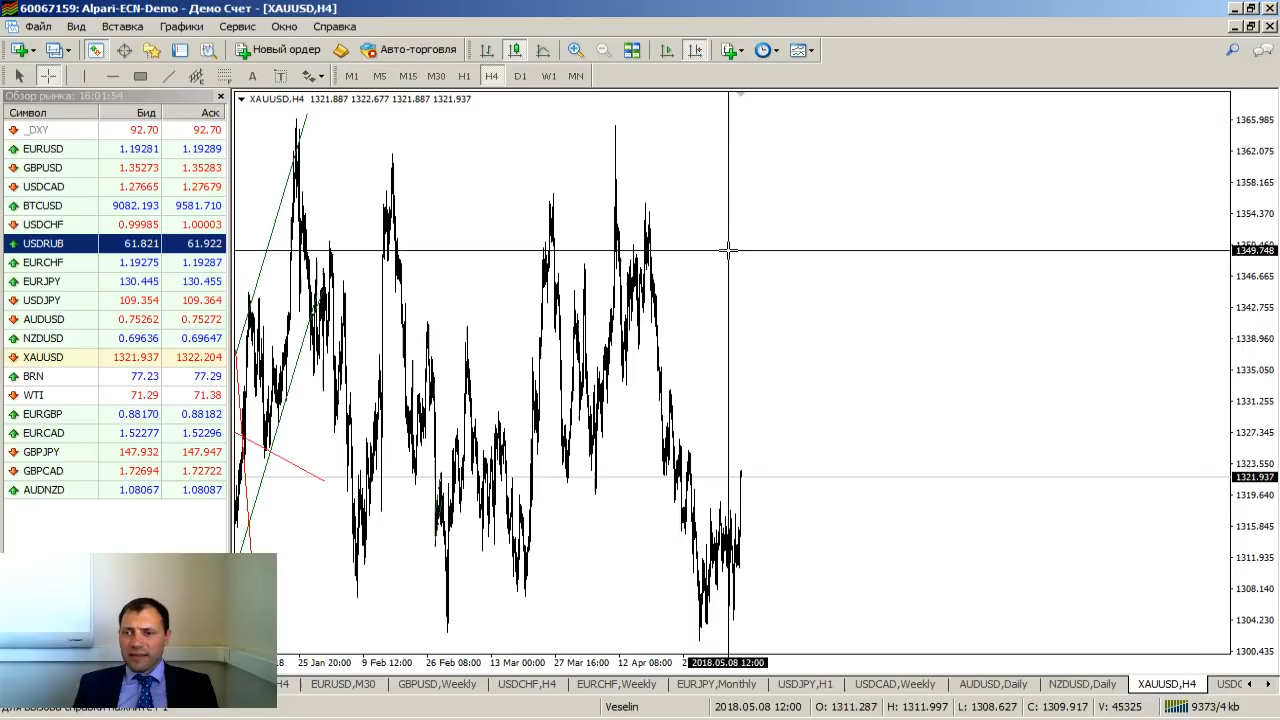 60067159: Alpari-ECN-Demo - Демо Счет - [XAUUSD,H4]
Файл Вид Вставка Графики Сервис Окно Справка
Новый ордер Авто-торговля
A T M1 M5 M15 M30 H1 H4 D1 W1 MN
Обзор рынка: 16:01:54
Символ Бид Аск
_DXY 92.70 92.70
EURUSD 1.19281 1.19289
GBPUSD 1.35273 1.35283
USDCAD 1.27665 1.27679
BTCUSD 9082.193 9581.710
USDCHF 0.99985 1.00003
USDRUB 61.821 61.922
EURCHF 1.19275 1.19287
EURJPY 130.445 130.455
USDJPY 109.354 109.364
AUDUSD 0.75262 0.75272
NZDUSD 0.69636 0.69647
XAUUSD 1321.937 1322.204
BRN 77.23 77.29
WTI 71.29 71.38
EURGBP 0.88170 0.88182
EURCAD 1.52277 1.52296
GBPJPY 147.932 147.947
GBPCAD 1.72694 1.72722
AUDNZD 1.08067 1.08087
XAUUSD,H4 1321.887 1322.677 1321.887 1321.937
1365.985
1362.075
1358.165
1354.370
1349.748
1346.665
1342.755
1338.960
1335.050
1331.255
1327.345
1323.550
1321.937
1319.640
1315.845
1311.935
1308.140
1304.230
1300.435
25 Jan 20:00 9 Feb 12:00 26 Feb 08:00 13 Mar 00:00 27 Mar 16:00 12 Apr 08:00 2018.05.08 12:00
H4 EURUSD,M30 GBPUSD,Weekly USDCHF,H4 EURCHF,Weekly EURJPY,Monthly USDJPY,H1 USDCAD,Weekly AUDUSD,Daily NZDUSD,Daily XAUUSD,H4 USDC
Veselin 2018.05.08 12:00 O: 1311.287 H: 1311.997 L: 1308.627 C: 1309.917 V: 45325 9373/4 kb